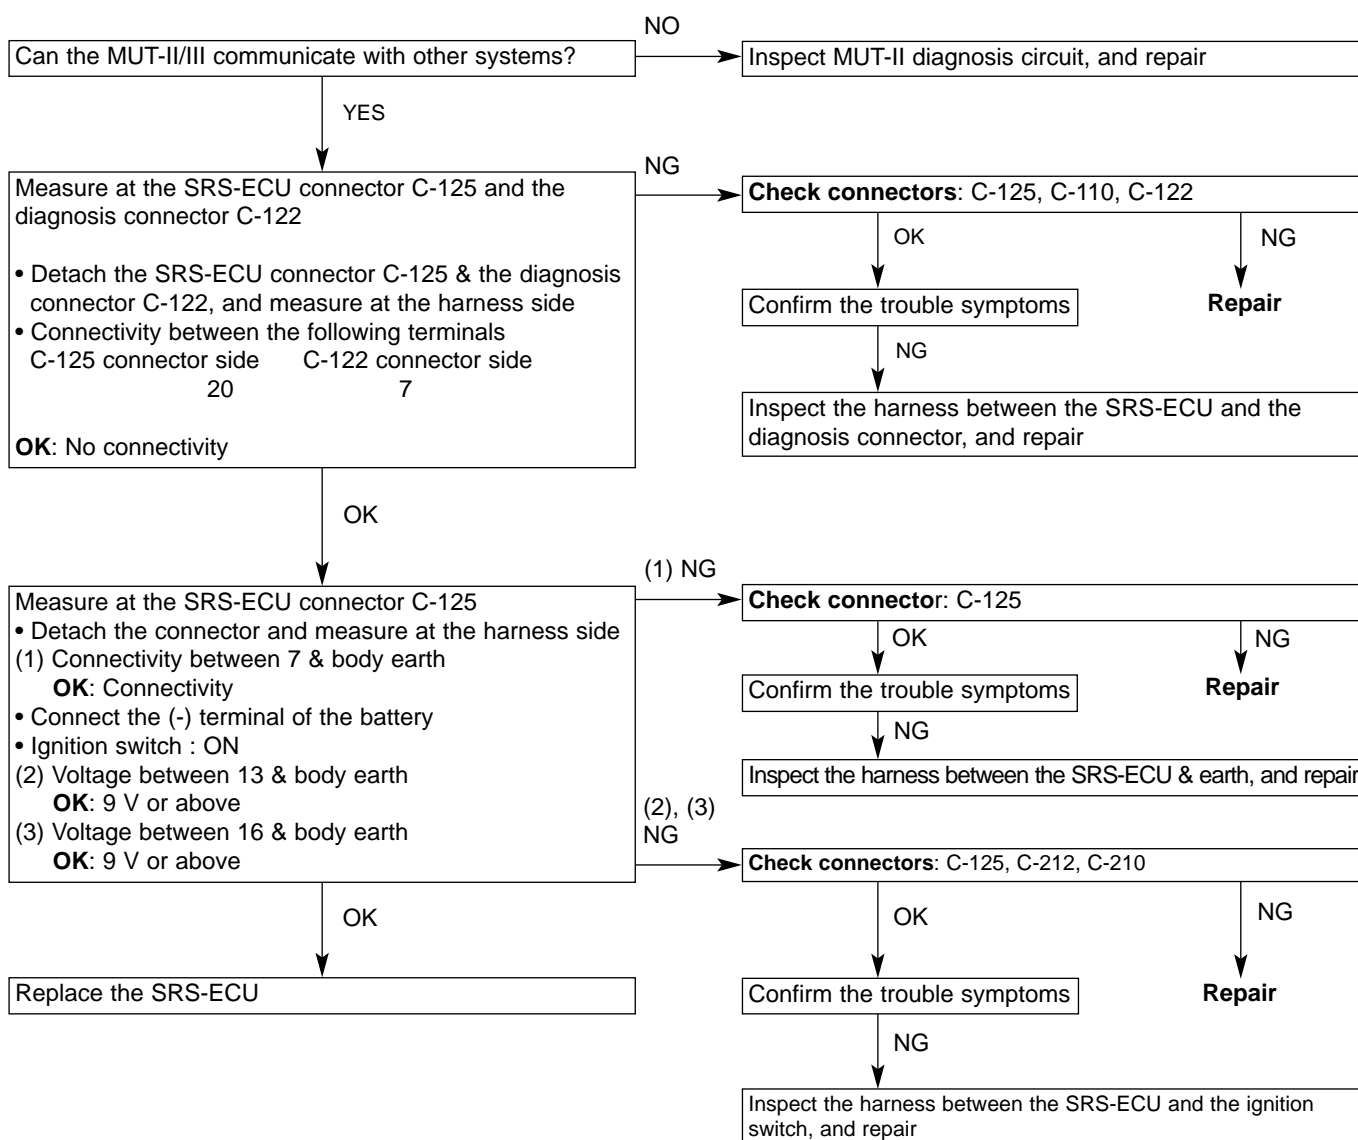 NO
Can the MUT-II/III communicate with other systems?
Inspect MUT-II diagnosis circuit, and repair
YES
NG
Measure at the SRS-ECU connector C-125 and the
diagnosis connector C-122
• Detach the SRS-ECU connector C-125 & the diagnosis
connector C-122, and measure at the harness side
• Connectivity between the following terminals
C-125 connector side C-122 connector side
20 7
OK: No connectivity
Check connectors: C-125, C-110, C-122
OK
NG
Confirm the trouble symptoms
Repair
NG
Inspect the harness between the SRS-ECU and the
diagnosis connector, and repair
OK
(1) NG
Measure at the SRS-ECU connector C-125
• Detach the connector and measure at the harness side
(1) Connectivity between 7 & body earth
OK: Connectivity
• Connect the (-) terminal of the battery
• Ignition switch : ON
(2) Voltage between 13 & body earth
OK: 9 V or above
(3) Voltage between 16 & body earth
OK: 9 V or above
Check connector: C-125
OK
NG
Confirm the trouble symptoms
Repair
NG
Inspect the harness between the SRS-ECU & earth, and repair
(2), (3)
NG
Check connectors: C-125, C-212, C-210
OK
OK
NG
Replace the SRS-ECU
Confirm the trouble symptoms
Repair
NG
Inspect the harness between the SRS-ECU and the ignition
switch, and repair